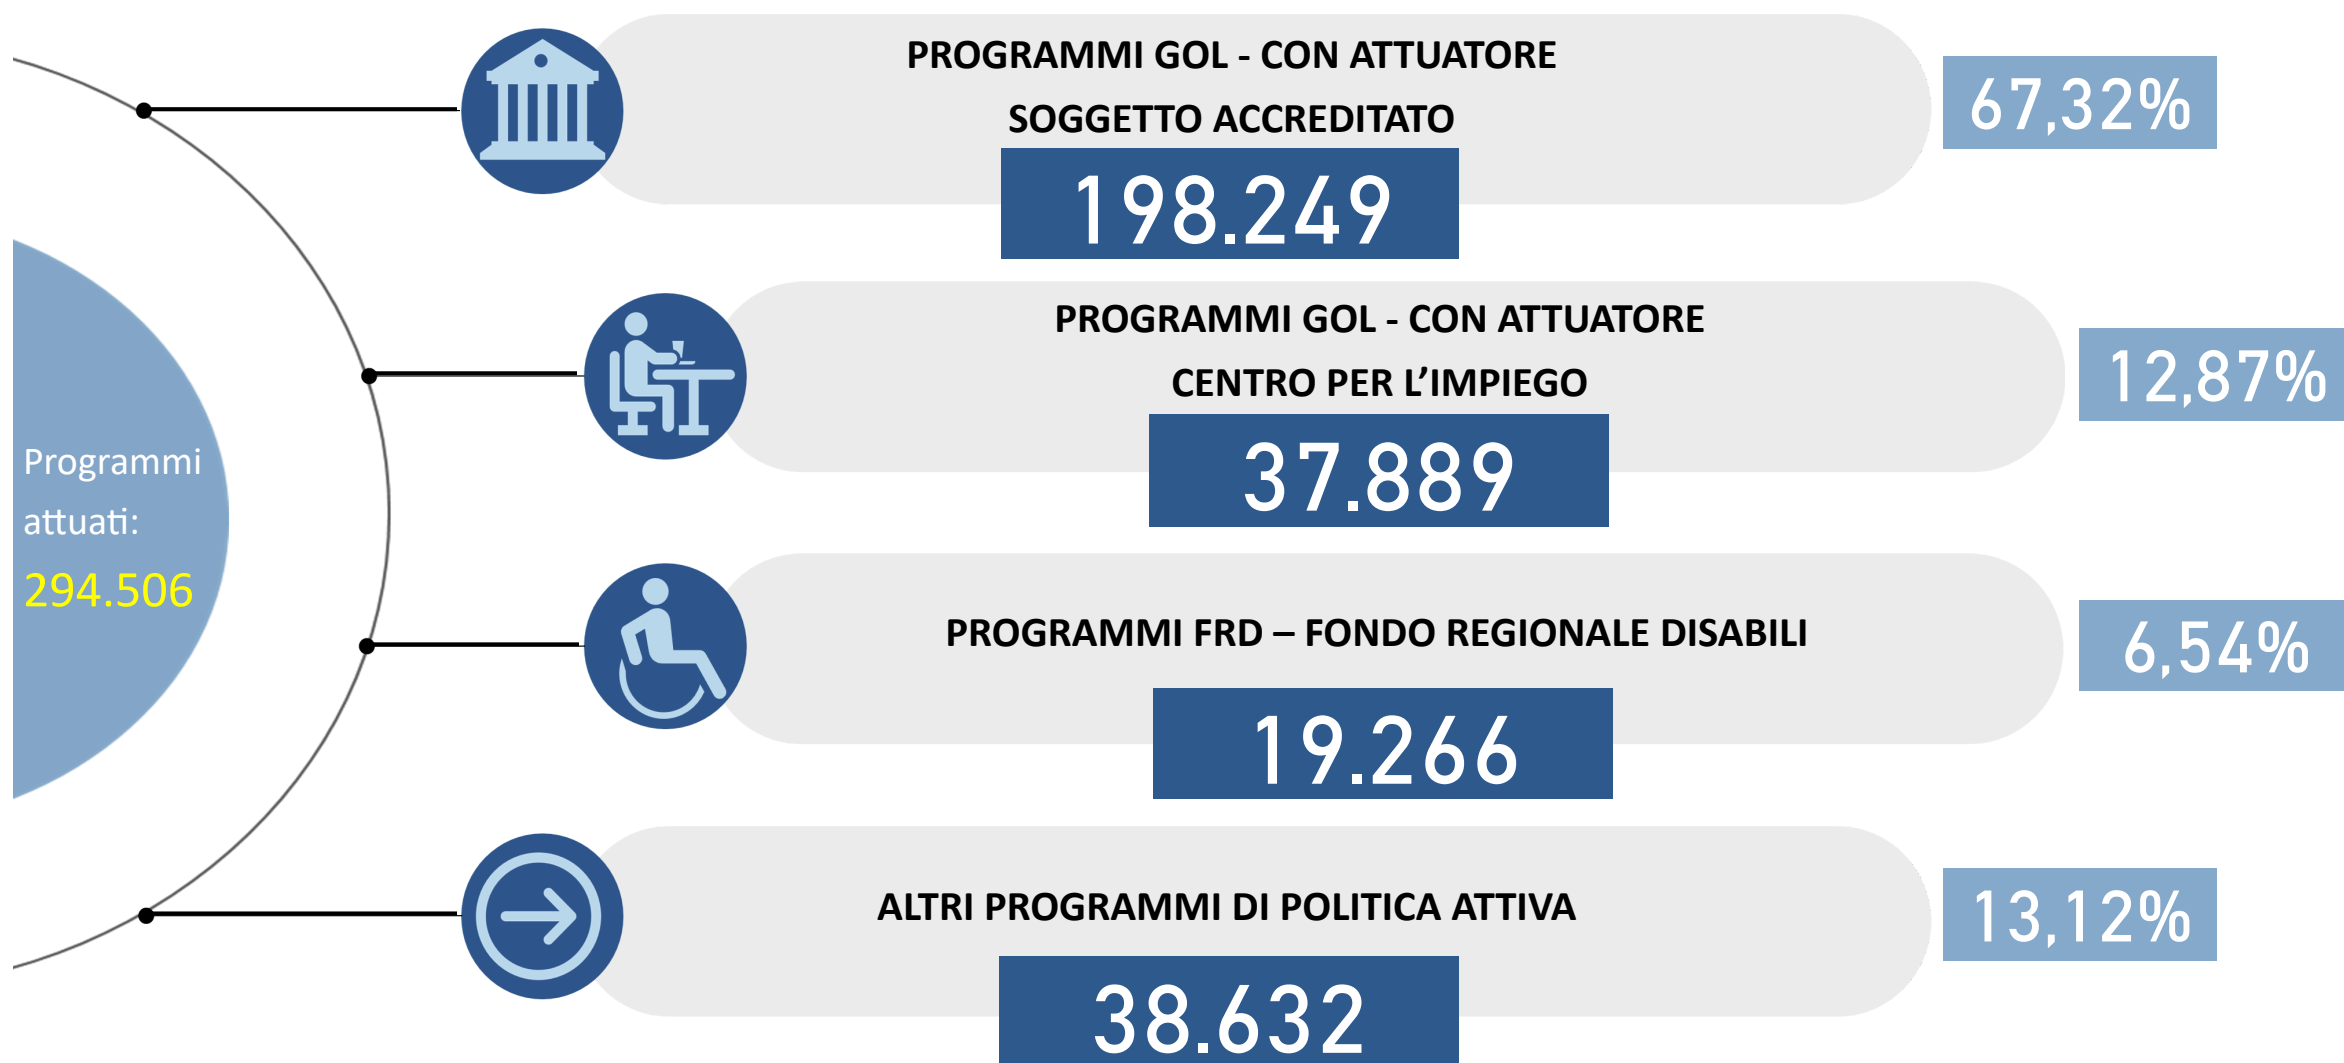 PROGRAMMI GOL - CON ATTUATORE
SOGGETTO ACCREDITATO
198.249
67,32%
PROGRAMMI GOL - CON ATTUATORE
CENTRO PER L’IMPIEGO
37.889
12,87%
Programmi
attuati:
294.506
PROGRAMMI FRD – FONDO REGIONALE DISABILI
19.266
6,54%
ALTRI PROGRAMMI DI POLITICA ATTIVA
38.632
13,12%